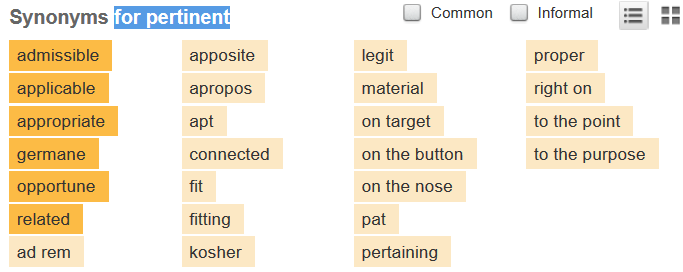 Synonyms for pertinent
Common
Informal
admissible
applicable
appropriate
germane
opportune
related
ad rem
apposite
apropos
apt
connected
fit
fitting
kosher
legit
material
on target
on the button
on the nose
pat
pertaining
proper
right on
to the point
to the purpose